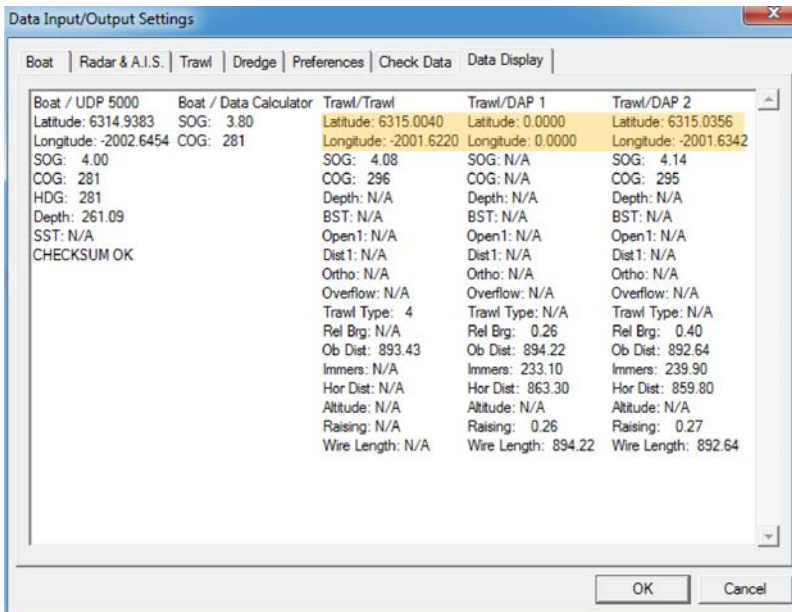 Data Input/Output Settings
Boat Radar & A.I.S. Trawl Dredge Preferences Check Data Data Display
Boat / UDP 5000 Boat / Data Calculator Trawl/Trawl Trawl/DAP 1 Trawl/DAP 2
Latitude: 6314.9383 SOG: 3.80 Latitude: 6315.0040 Latitude: 0.0000 Latitude: 6315.0356
Longitude: -2002.6454 COG: 281 Longitude: -2001.6220 Longitude: 0.0000 Longitude: -2001.6342
SOG: 4.00 SOG: 4.08 SOG: N/A SOG: 4.14
COG: 281 COG: 296 COG: N/A COG: 295
HDG: 281 Depth: N/A Depth: N/A Depth: N/A
Depth: 261.09 BST: N/A BST: N/A BST: N/A
SST: N/A Open1: N/A Open1: N/A Open1: N/A
CHECKSUM OK Dist1: N/A Dist1: N/A Dist1: N/A
Ortho: N/A Ortho: N/A Ortho: N/A
Overflow: N/A Overflow: N/A Overflow: N/A
Trawl Type: 4 Trawl Type: N/A Trawl Type: N/A
Rel Brg: N/A Rel Brg: 0.26 Rel Brg: 0.40
Ob Dist: 893.43 Ob Dist: 894.22 Ob Dist: 892.64
Immers: N/A Immers: 233.10 Immers: 239.90
Hor Dist: N/A Hor Dist: 863.30 Hor Dist: 859.80
Altitude: N/A Altitude: N/A Altitude: N/A
Raising: N/A Raising: 0.26 Raising: 0.27
Wire Length: N/A Wire Length: 894.22 Wire Length: 892.64
OK Cancel